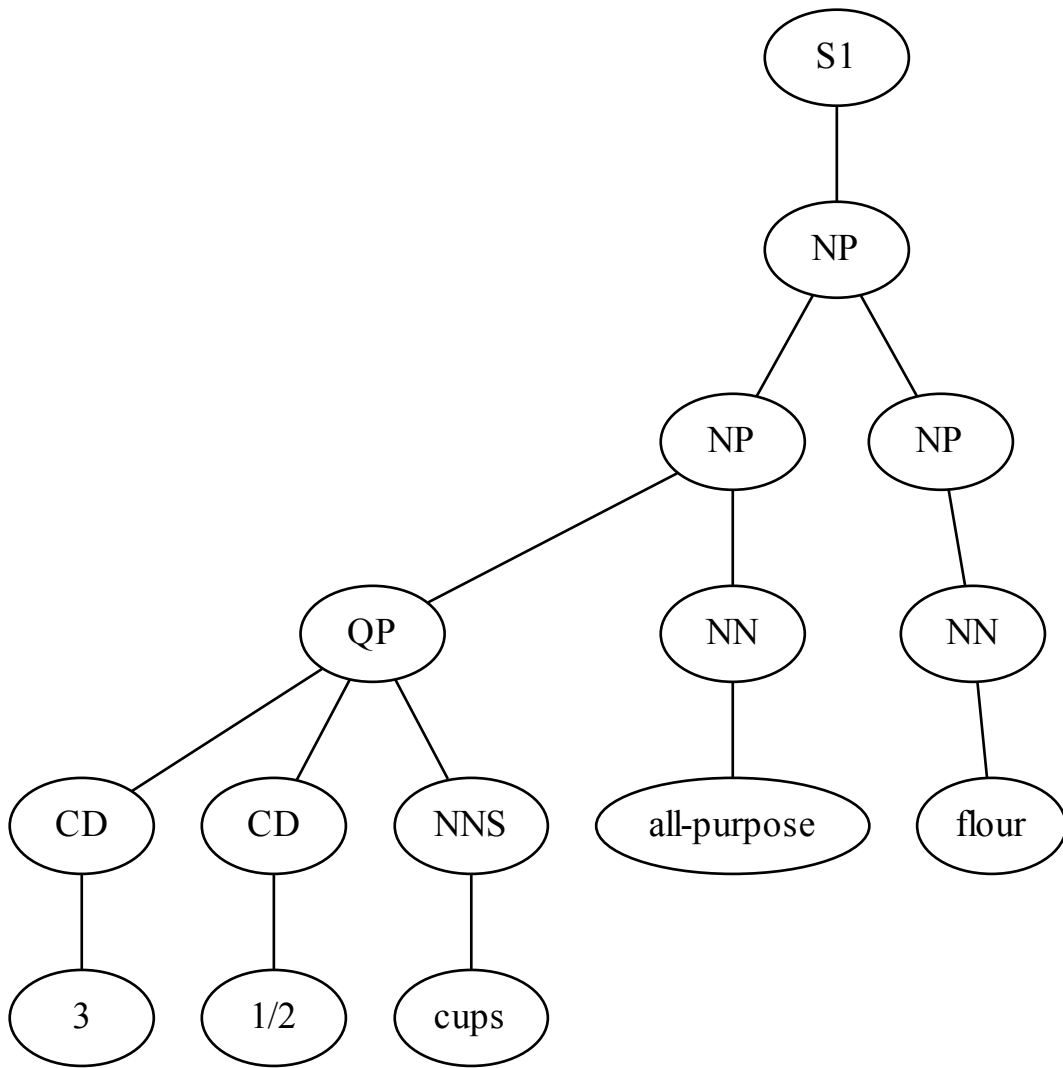 S1
NP
NP NP
QP NN NN
CD CD NNS all-purpose flour
3 1/2 cups